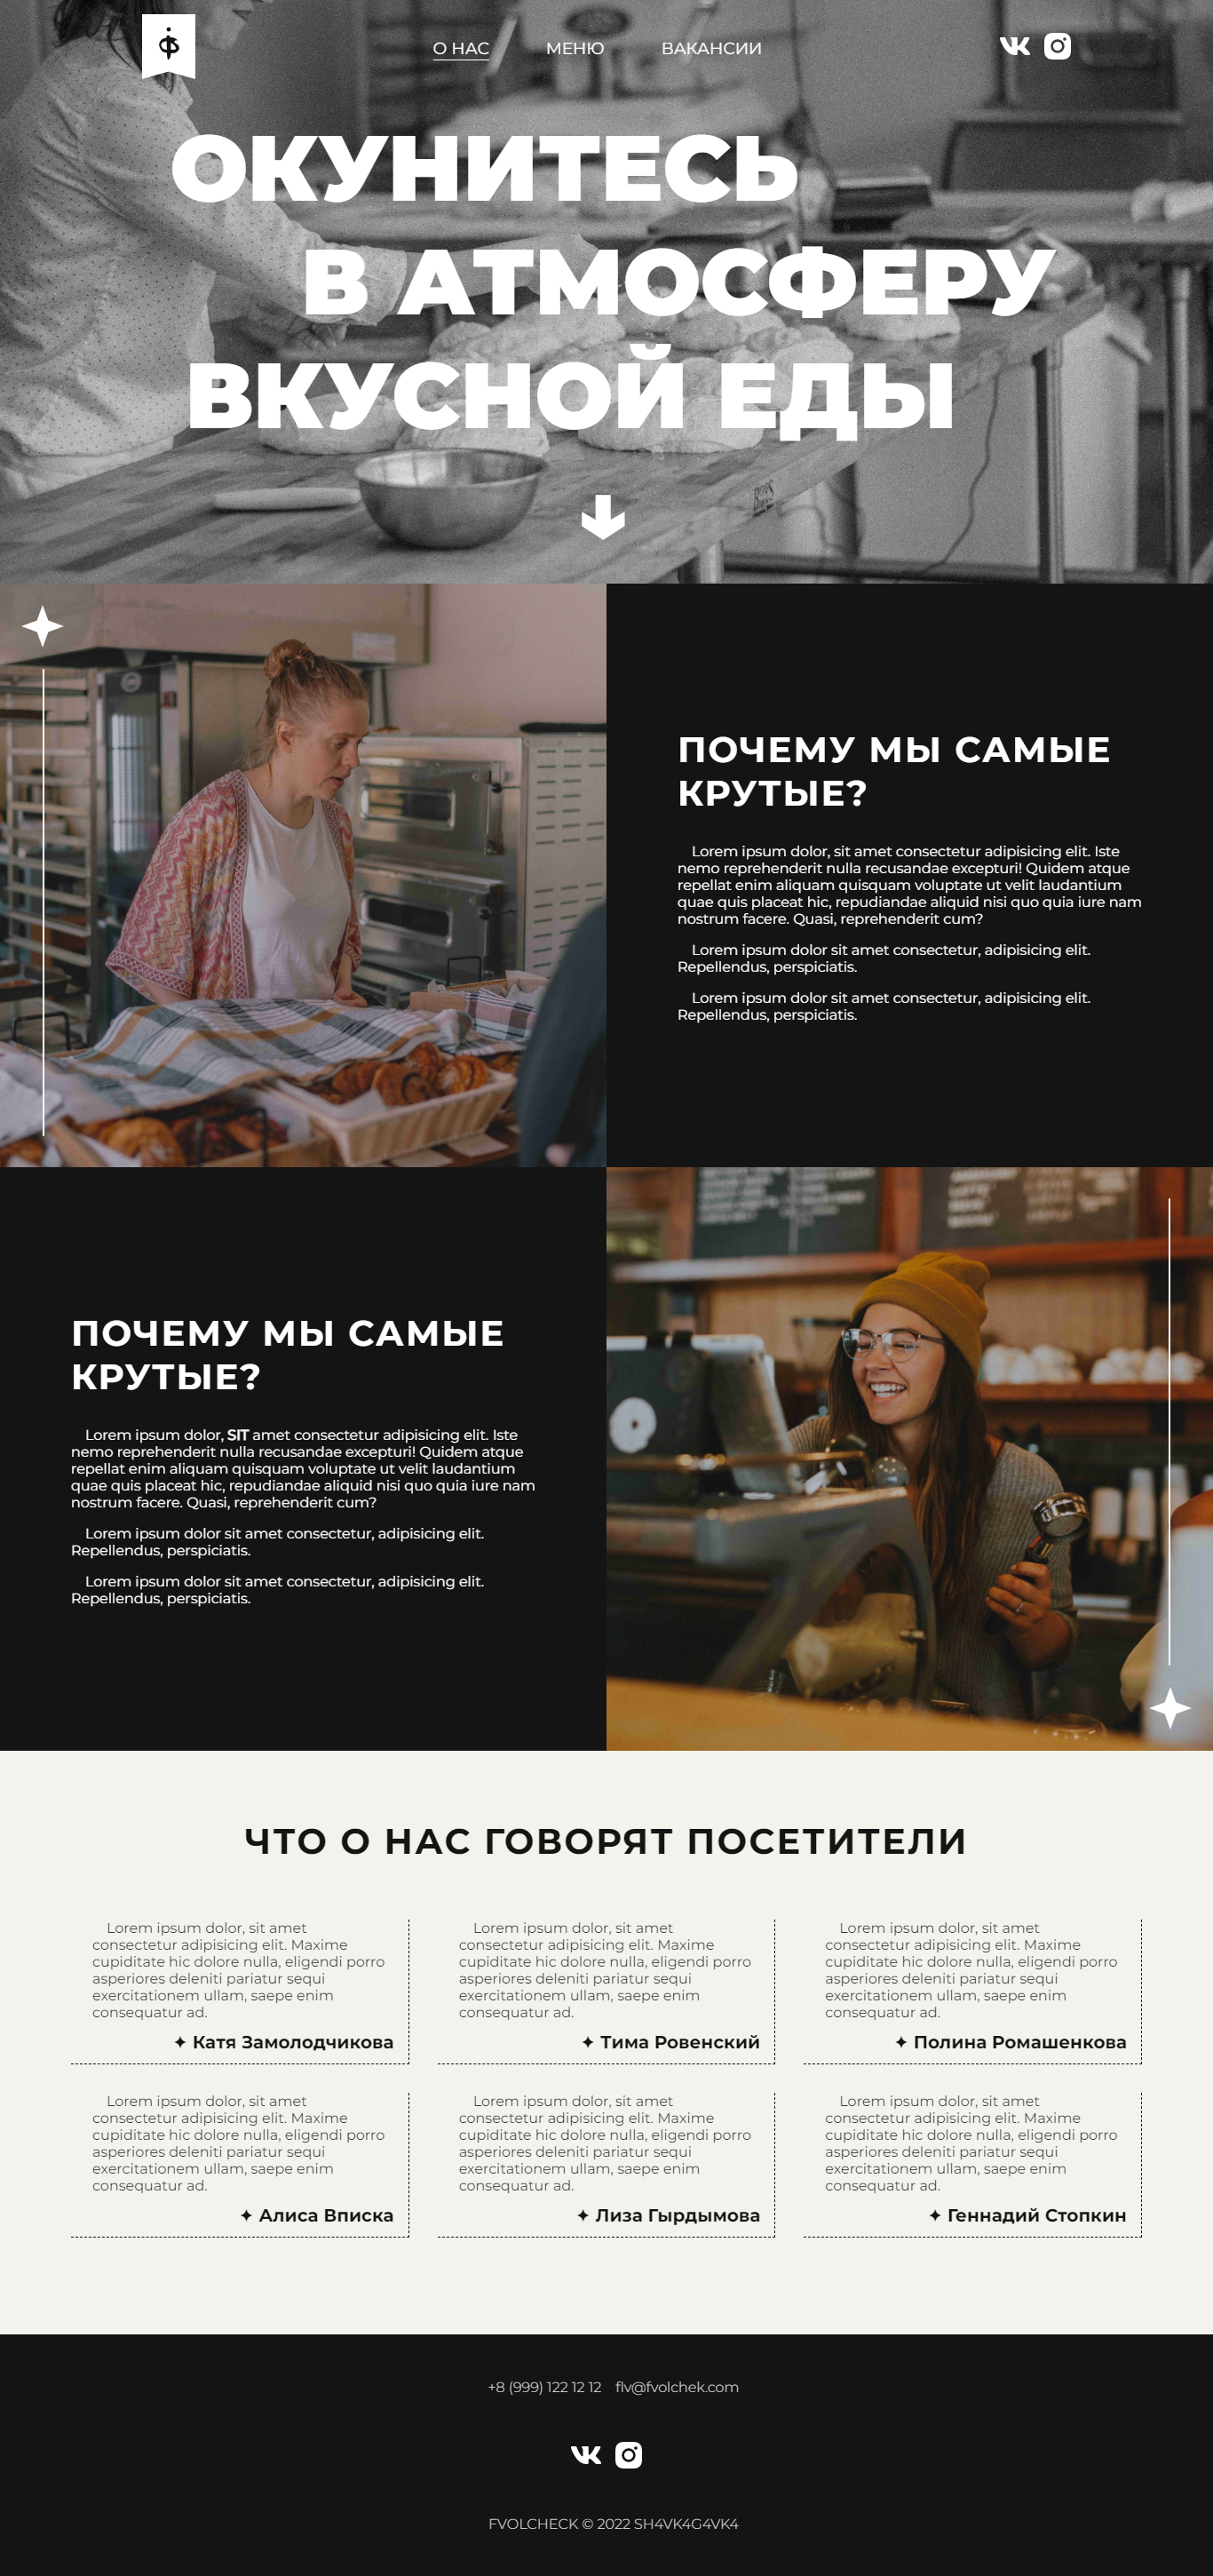 О НАС
МЕНЮ
ВАКАНСИИ
ОКУНИТЕСЬ
В АТМОСФЕРУ
ВКУСНОЙ ЕДЫ
ПОЧЕМУ МЫ САМЫЕ
КРУТЫЕ?
Lorem ipsum dolor, sit amet consectetur adipisicing elit. Iste
nemo reprehenderit nulla recusandae excepturi! Quidem atque
repellat enim aliquam quisquam voluptate ut velit laudantium
quae quis placeat hic, repudiandae aliquid nisi quo quia iure nam
nostrum facere. Quasi, reprehenderit cum?
Lorem ipsum dolor sit amet consectetur, adipisicing elit.
Repellendus, perspiciatis.
Lorem ipsum dolor sit amet consectetur, adipisicing elit.
Repellendus, perspiciatis.
ПОЧЕМУ МЫ САМЫЕ
КРУТЫЕ?
Lorem ipsum dolor, SIT amet consectetur adipisicing elit. Iste
nemo reprehenderit nulla recusandae excepturi! Quidem atque
repellat enim aliquam quisquam voluptate ut velit laudantium
quae quis placeat hic, repudiandae aliquid nisi quo quia iure nam
nostrum facere. Quasi, reprehenderit cum?
Lorem ipsum dolor sit amet consectetur, adipisicing elit.
Repellendus, perspiciatis.
Lorem ipsum dolor sit amet consectetur, adipisicing elit.
Repellendus, perspiciatis.
ЧТО О НАС ГОВОРЯТ ПОСЕТИТЕЛИ
Lorem ipsum dolor, sit amet
consectetur adipisicing elit. Maxime
cupiditate hic dolore nulla, eligendi porro
asperiores deleniti pariatur sequi
exercitationem ullam, saepe enim
consequatur ad.
✦ Катя Замолодчикова
Lorem ipsum dolor, sit amet
consectetur adipisicing elit. Maxime
cupiditate hic dolore nulla, eligendi porro
asperiores deleniti pariatur sequi
exercitationem ullam, saepe enim
consequatur ad.
✦ Тима Ровенский
Lorem ipsum dolor, sit amet
consectetur adipisicing elit. Maxime
cupiditate hic dolore nulla, eligendi porro
asperiores deleniti pariatur sequi
exercitationem ullam, saepe enim
consequatur ad.
✦ Полина Ромашенкова
Lorem ipsum dolor, sit amet
consectetur adipisicing elit. Maxime
cupiditate hic dolore nulla, eligendi porro
asperiores deleniti pariatur sequi
exercitationem ullam, saepe enim
consequatur ad.
✦ Алиса Вписка
Lorem ipsum dolor, sit amet
consectetur adipisicing elit. Maxime
cupiditate hic dolore nulla, eligendi porro
asperiores deleniti pariatur sequi
exercitationem ullam, saepe enim
consequatur ad.
✦ Лиза Гырдымова
Lorem ipsum dolor, sit amet
consectetur adipisicing elit. Maxime
cupiditate hic dolore nulla, eligendi porro
asperiores deleniti pariatur sequi
exercitationem ullam, saepe enim
consequatur ad.
✦ Геннадий Стопкин
+8 (999) 122 12 12 flv@fvolchek.com
FVOLCHECK © 2022 SH4VK4G4VK4